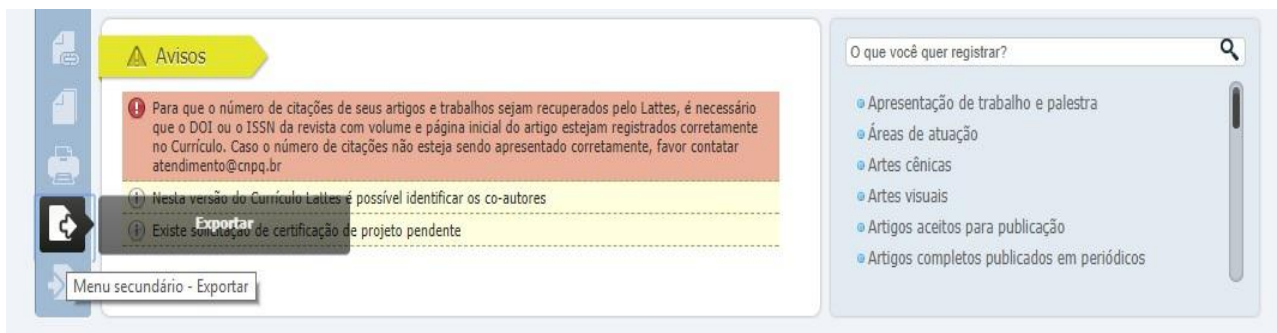 Avisos
Para que o número de citações de seus artigos e trabalhos sejam recuperados pelo Lattes, é necessário
que o DOI ou o ISSN da revista com volume e página inicial do artigo estejam registrados corretamente
no Currículo. Caso o número de citações não esteja sendo apresentado corretamente, favor contatar
atendimento@cnpq.br
Nesta versão do Currículo Lattes é possível identificar os co-autores
Existe solicitação de certificação de projeto pendente
Exportar
Menu secundário - Exportar
O que você quer registrar?
Apresentação de trabalho e palestra
Áreas de atuação
Artes cênicas
Artes visuais
Artigos aceitos para publicação
Artigos completos publicados em periódicos